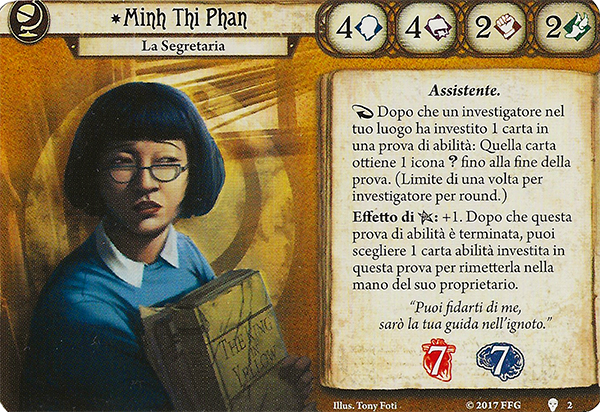 Minh Thi Phan
La Segretaria
4 4 2 2
Assistente.
Dopo che un investigatore nel
tuo luogo ha investito 1 carta in
una prova di abilità: Quella carta
ottiene 1 icona ? fino alla fine della
prova. (Limite di una volta per
investigatore per round.)
Effetto di : +1. Dopo che questa
prova di abilità è terminata, puoi
scegliere 1 carta abilità investita in
questa prova per rimetterla nella
mano del suo proprietario.
“Puoi fidarti di me,
sarò la tua guida nell’ignoto.”
7 7
THE KING
IN
YELLOW
Illus. Tony Foti © 2017 FFG 2